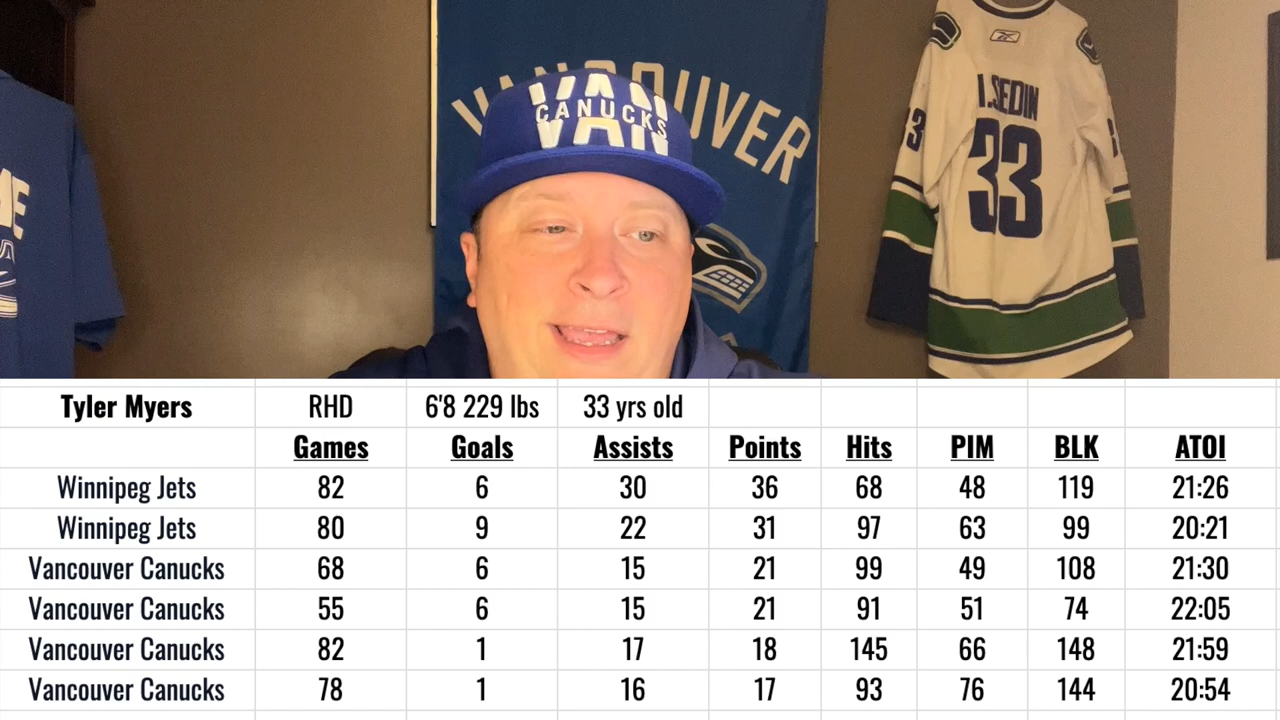 VANCOUVER
VAN
CANUCKS
VAN
SEDIN
33
Tyler Myers RHD 6'8 229 lbs 33 yrs old
Games Goals Assists Points Hits PIM BLK ATOI
Winnipeg Jets 82 6 30 36 68 48 119 21:26
Winnipeg Jets 80 9 22 31 97 63 99 20:21
Vancouver Canucks 68 6 15 21 99 49 108 21:30
Vancouver Canucks 55 6 15 21 91 51 74 22:05
Vancouver Canucks 82 1 17 18 145 66 148 21:59
Vancouver Canucks 78 1 16 17 93 76 144 20:54